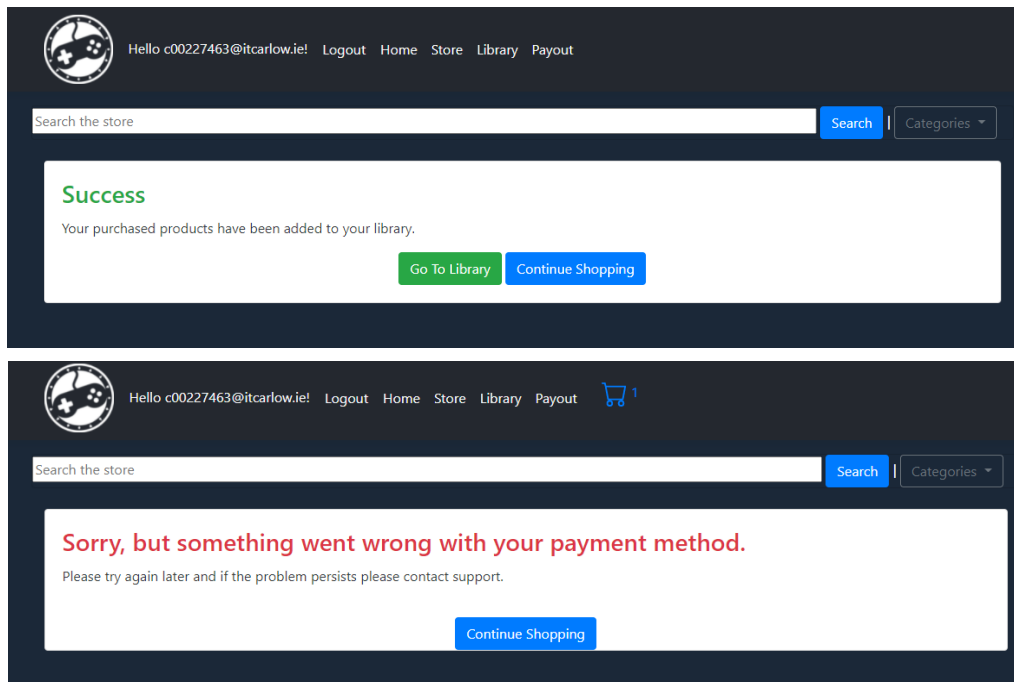 Hello c00227463@itcarlow.ie! Logout Home Store Library Payout
Search the store Search | Categories
Success
Your purchased products have been added to your library.
Go To Library Continue Shopping
Hello c00227463@itcarlow.ie! Logout Home Store Library Payout 1
Search the store Search | Categories
Sorry, but something went wrong with your payment method.
Please try again later and if the problem persists please contact support.
Continue Shopping